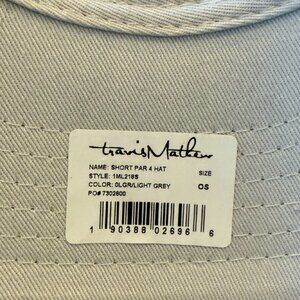 travisMathew
NAME: SHORT PAR 4 HAT
STYLE: 1ML218S
SIZE
COLOR: 0LGR/LIGHT GREY
OS
PO# 7302600
1 90388 02696 6